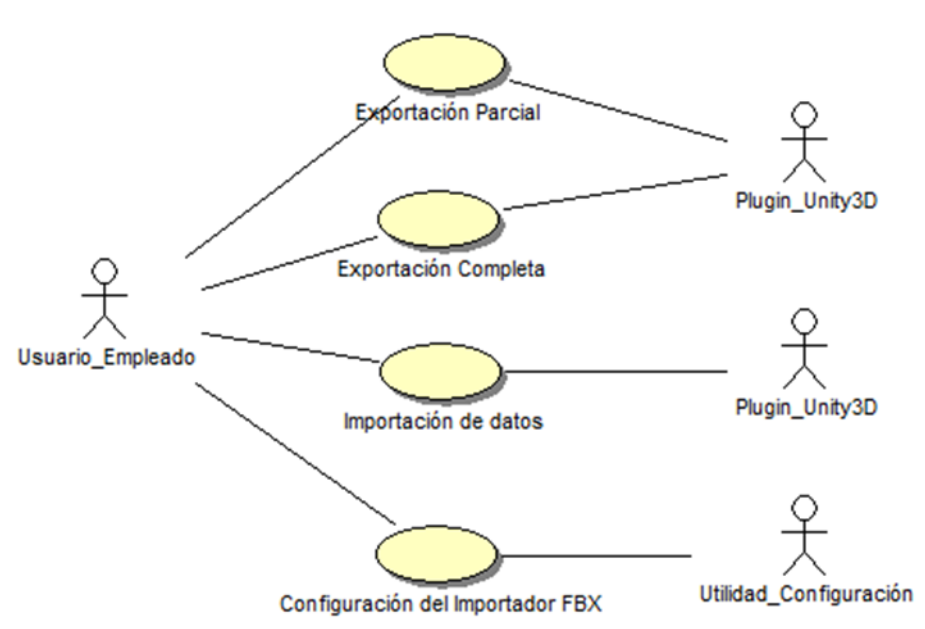 Exportación Parcial
Plugin_Unity3D
Exportación Completa
Usuario_Empleado
Importación de datos
Plugin_Unity3D
Configuración del Importador FBX
Utilidad_Configuración